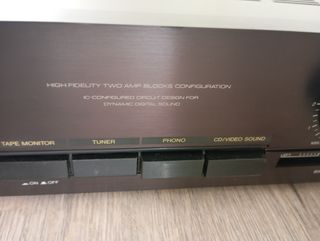 HIGH FIDELITY TWO AMP BLOCKS CONFIGURATION
IC-CONFIGURED CIRCUIT DESIGN FOR
DYNAMIC DIGITAL SOUND
TAPE MONITOR TUNER PHONO CD/VIDEO SOUND
ON OFF